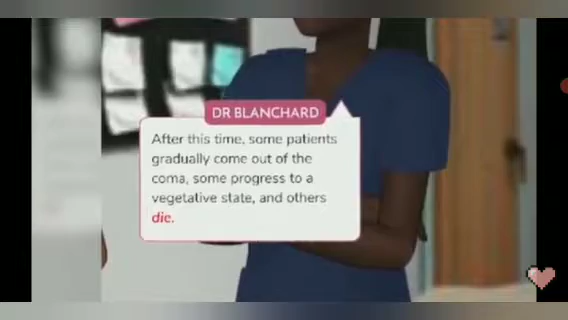 DR BLANCHARD
After this time, some patients
gradually come out of the
coma, some progress to a
vegetative state, and others
die.